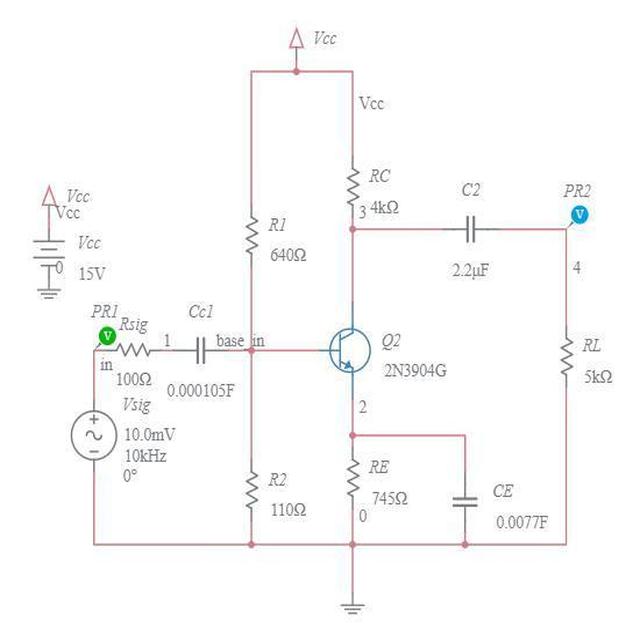 Vcc
Vcc
RC
3 4kΩ
C2
2.2µF
PR2
V
4
Vcc
Vcc
Vcc
0
15V
R1
640Ω
PR1
V
Rsig
in
100Ω
1
Cc1
0.000105F
base_in
Q2
2N3904G
RL
5kΩ
Vsig
10.0mV
10kHz
0°
2
R2
110Ω
RE
745Ω
0
CE
0.0077F